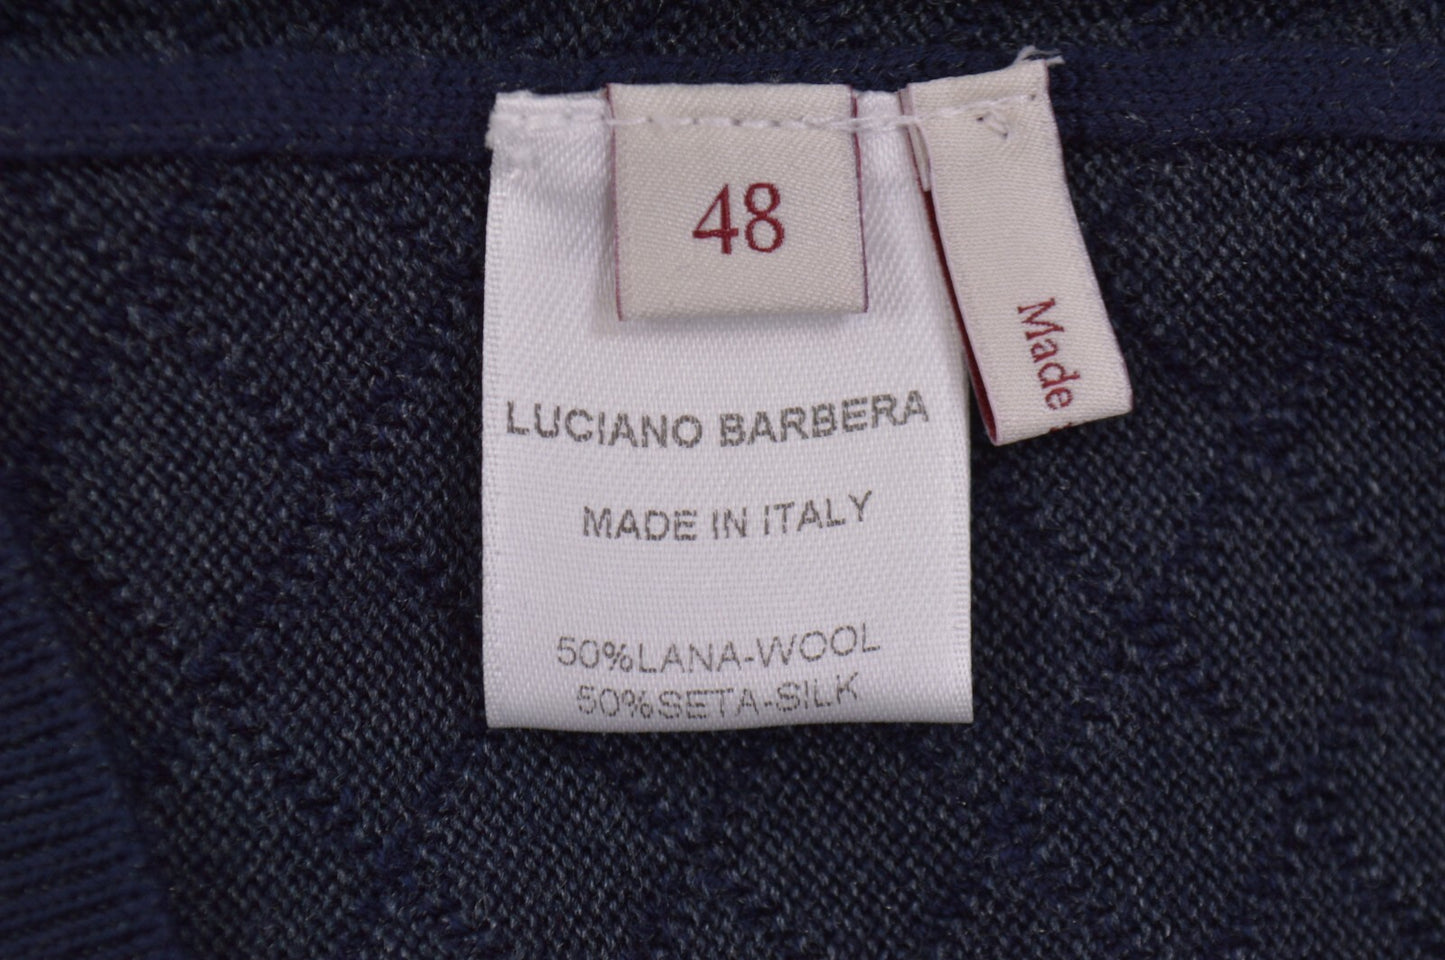 48
Made
LUCIANO BARBERA
MADE IN ITALY
50%LANA-WOOL
50%SETA-SILK